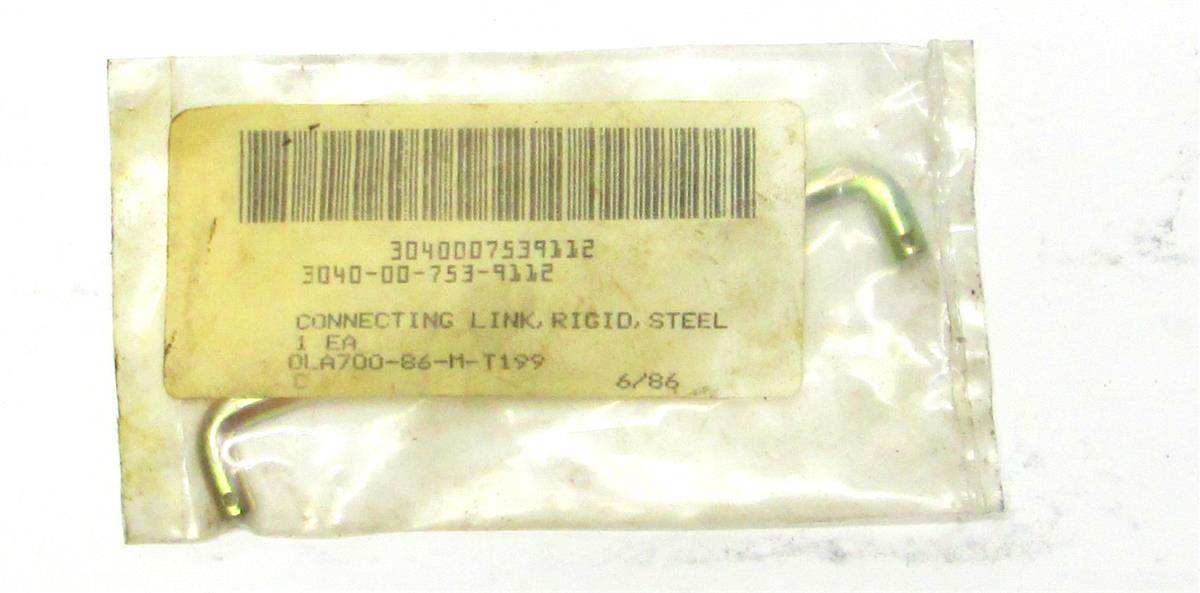 3040007539112
3040-00-753-9112
CONNECTING LINK, RIGID, STEEL
1 EA
DLA700-86-M-T199
C 6/86